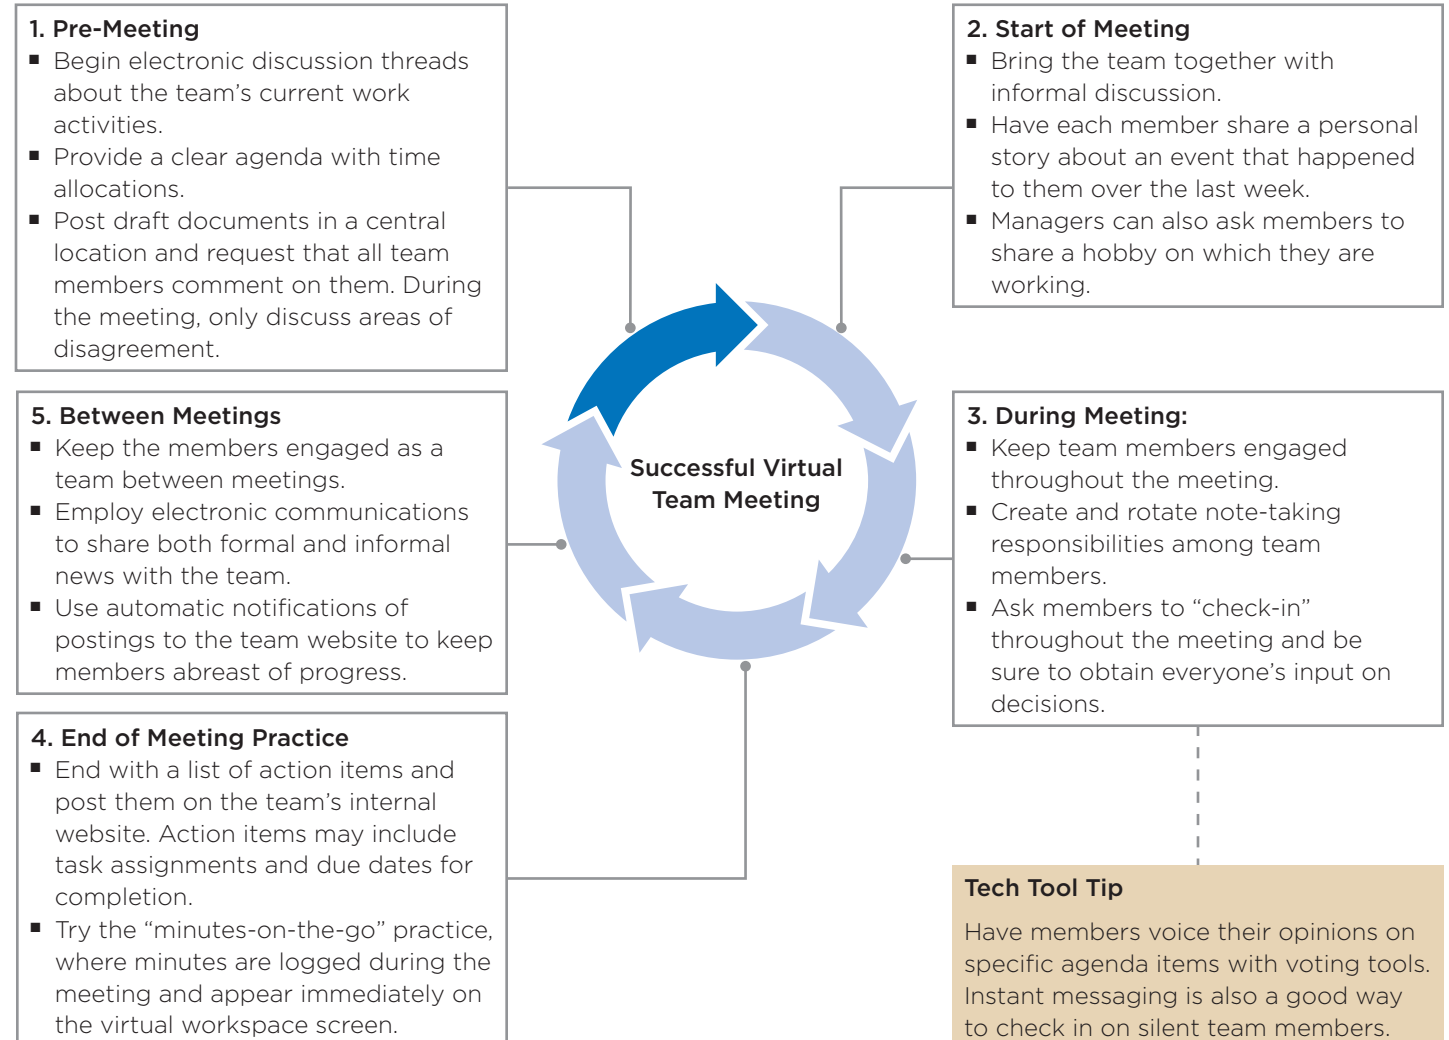 1. Pre-Meeting
■ Begin electronic discussion threads
about the team’s current work
activities.
■ Provide a clear agenda with time
allocations.
■ Post draft documents in a central
location and request that all team
members comment on them. During
the meeting, only discuss areas of
disagreement.
2. Start of Meeting
■ Bring the team together with
informal discussion.
■ Have each member share a personal
story about an event that happened
to them over the last week.
■ Managers can also ask members to
share a hobby on which they are
working.
Successful Virtual
Team Meeting
3. During Meeting:
■ Keep team members engaged
throughout the meeting.
■ Create and rotate note-taking
responsibilities among team
members.
■ Ask members to “check-in”
throughout the meeting and be
sure to obtain everyone’s input on
decisions.
Tech Tool Tip
Have members voice their opinions on
specific agenda items with voting tools.
Instant messaging is also a good way
to check in on silent team members.
5. Between Meetings
■ Keep the members engaged as a
team between meetings.
■ Employ electronic communications
to share both formal and informal
news with the team.
■ Use automatic notifications of
postings to the team website to keep
members abreast of progress.
4. End of Meeting Practice
■ End with a list of action items and
post them on the team’s internal
website. Action items may include
task assignments and due dates for
completion.
■ Try the “minutes-on-the-go” practice,
where minutes are logged during the
meeting and appear immediately on
the virtual workspace screen.